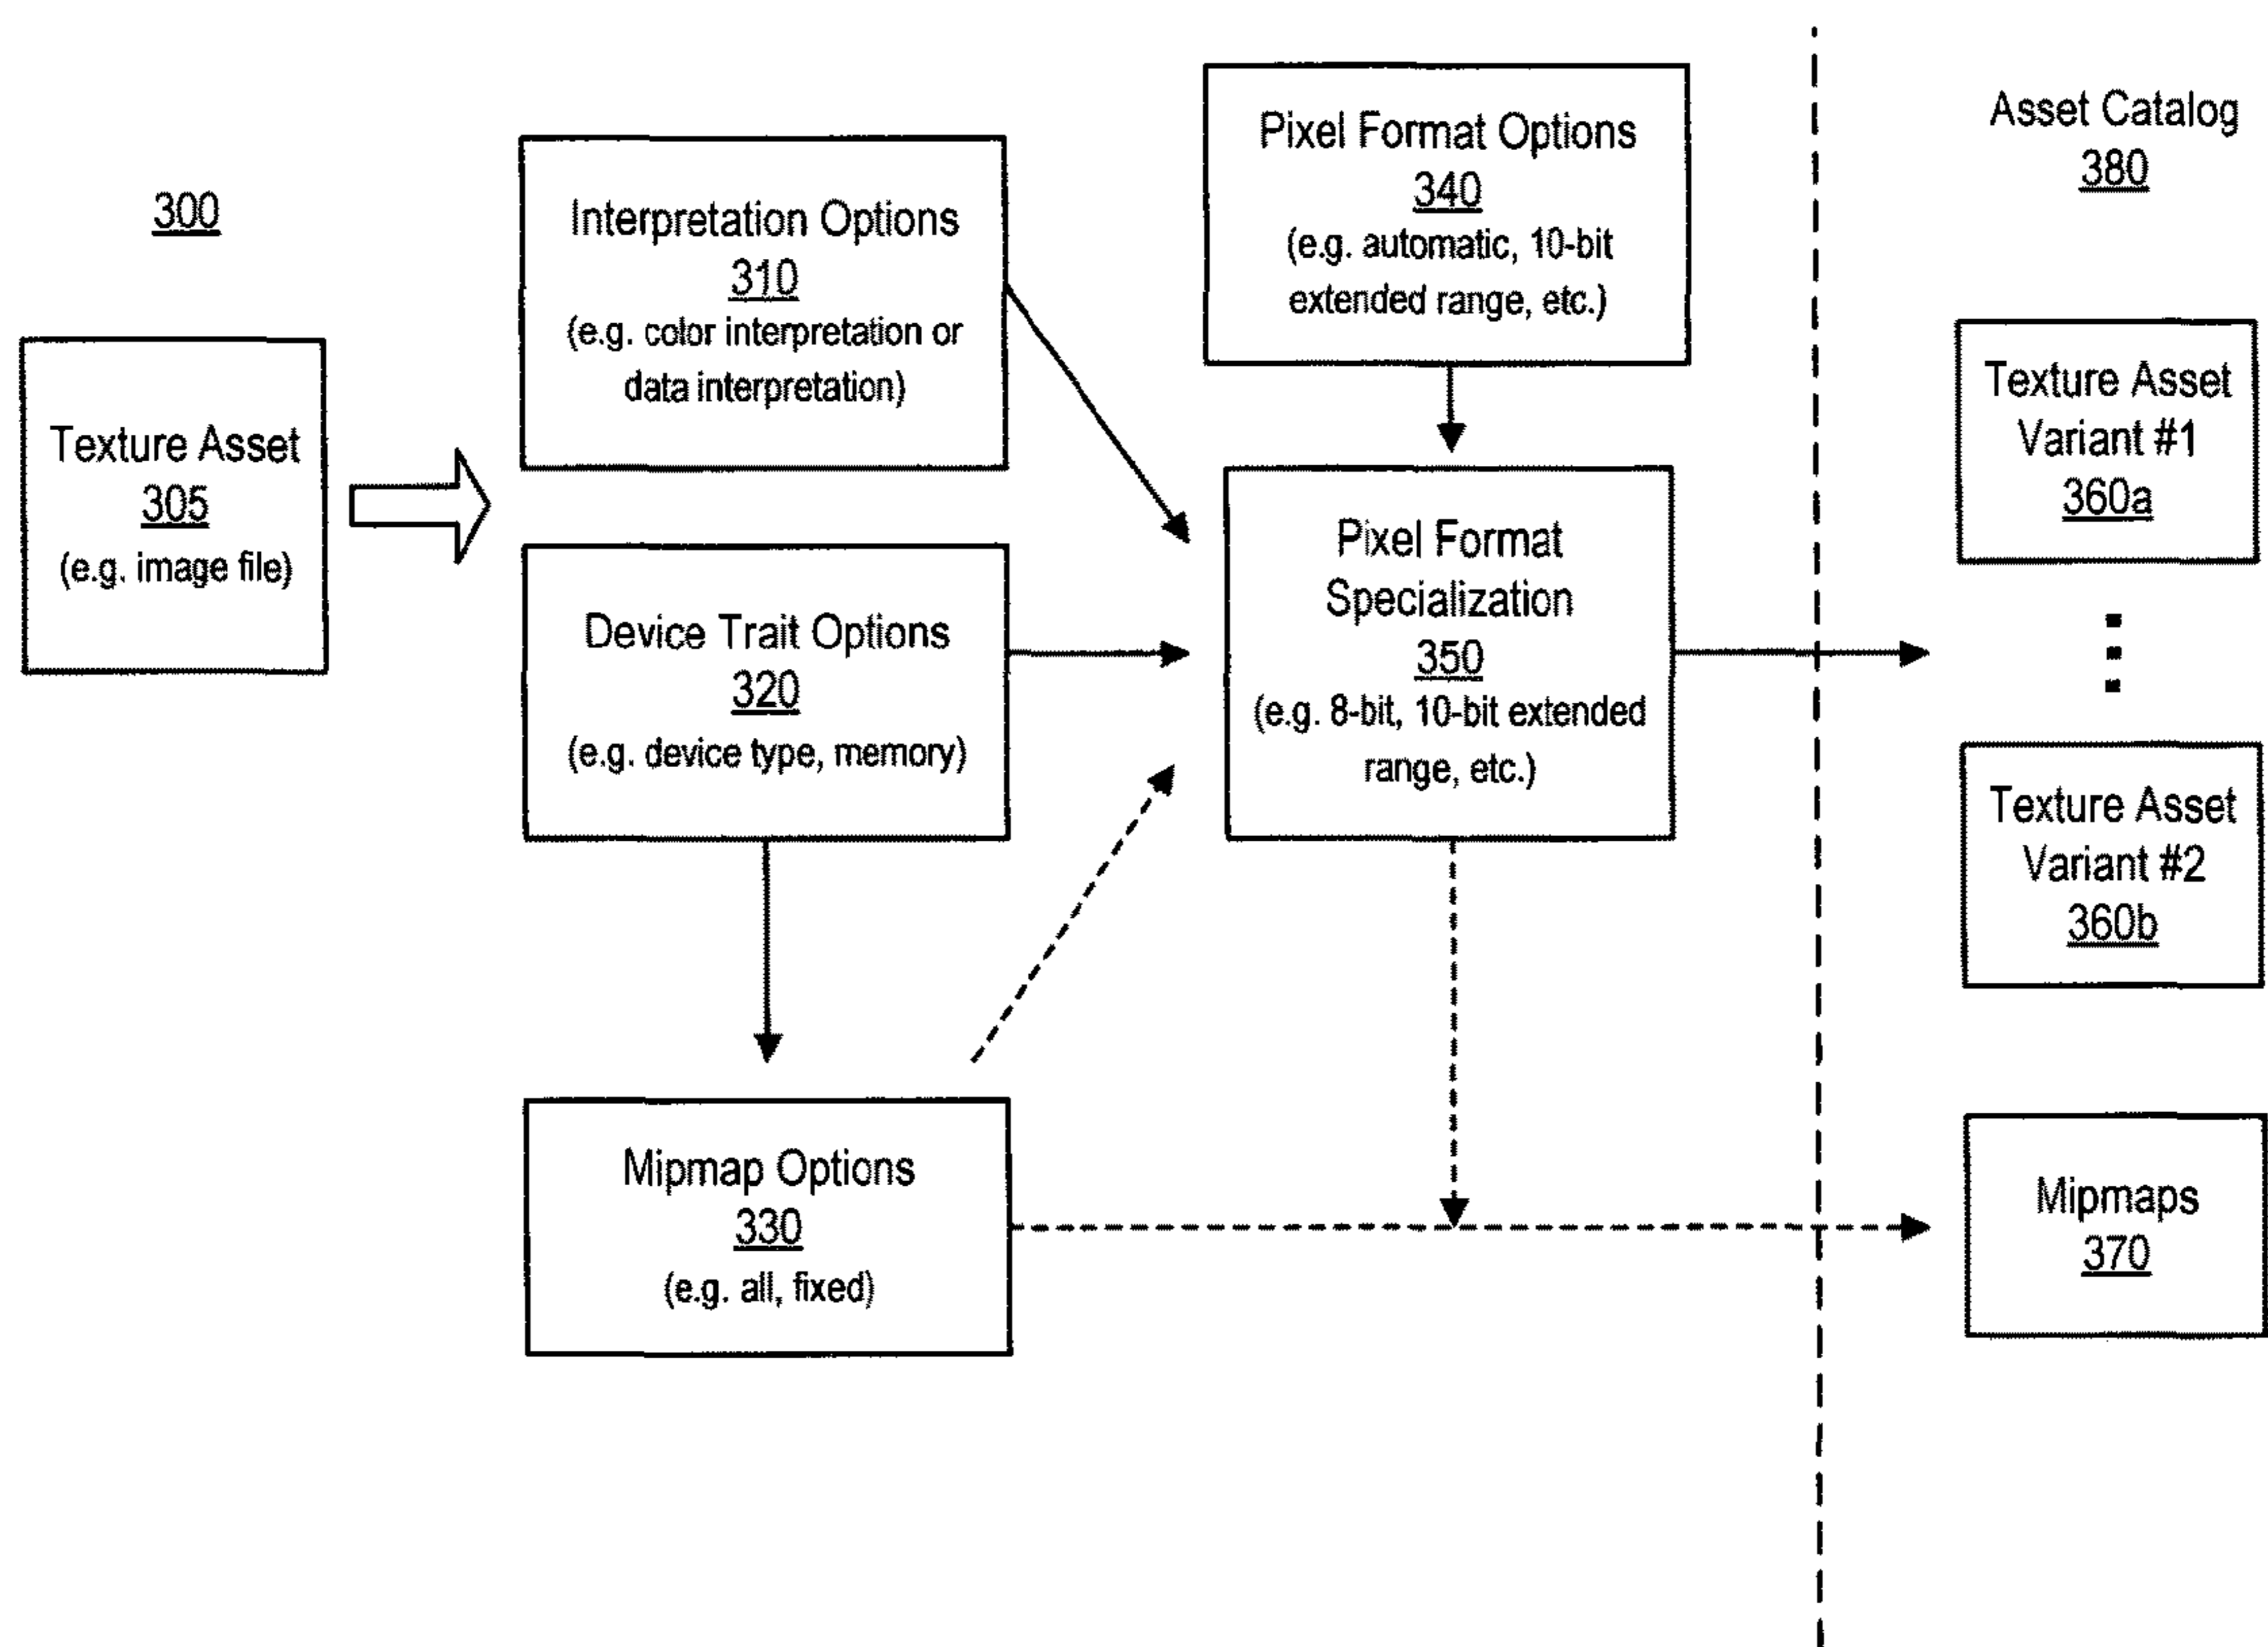 300
Texture Asset
305
(e.g. image file)
Interpretation Options
310
(e.g. color interpretation or
data interpretation)
Device Trait Options
320
(e.g. device type, memory)
Mipmap Options
330
(e.g. all, fixed)
Pixel Format Options
340
(e.g. automatic, 10-bit
extended range, etc.)
Pixel Format
Specialization
350
(e.g. 8-bit, 10-bit extended
range, etc.)
Asset Catalog
380
Texture Asset
Variant #1
360a
Texture Asset
Variant #2
360b
Mipmaps
370